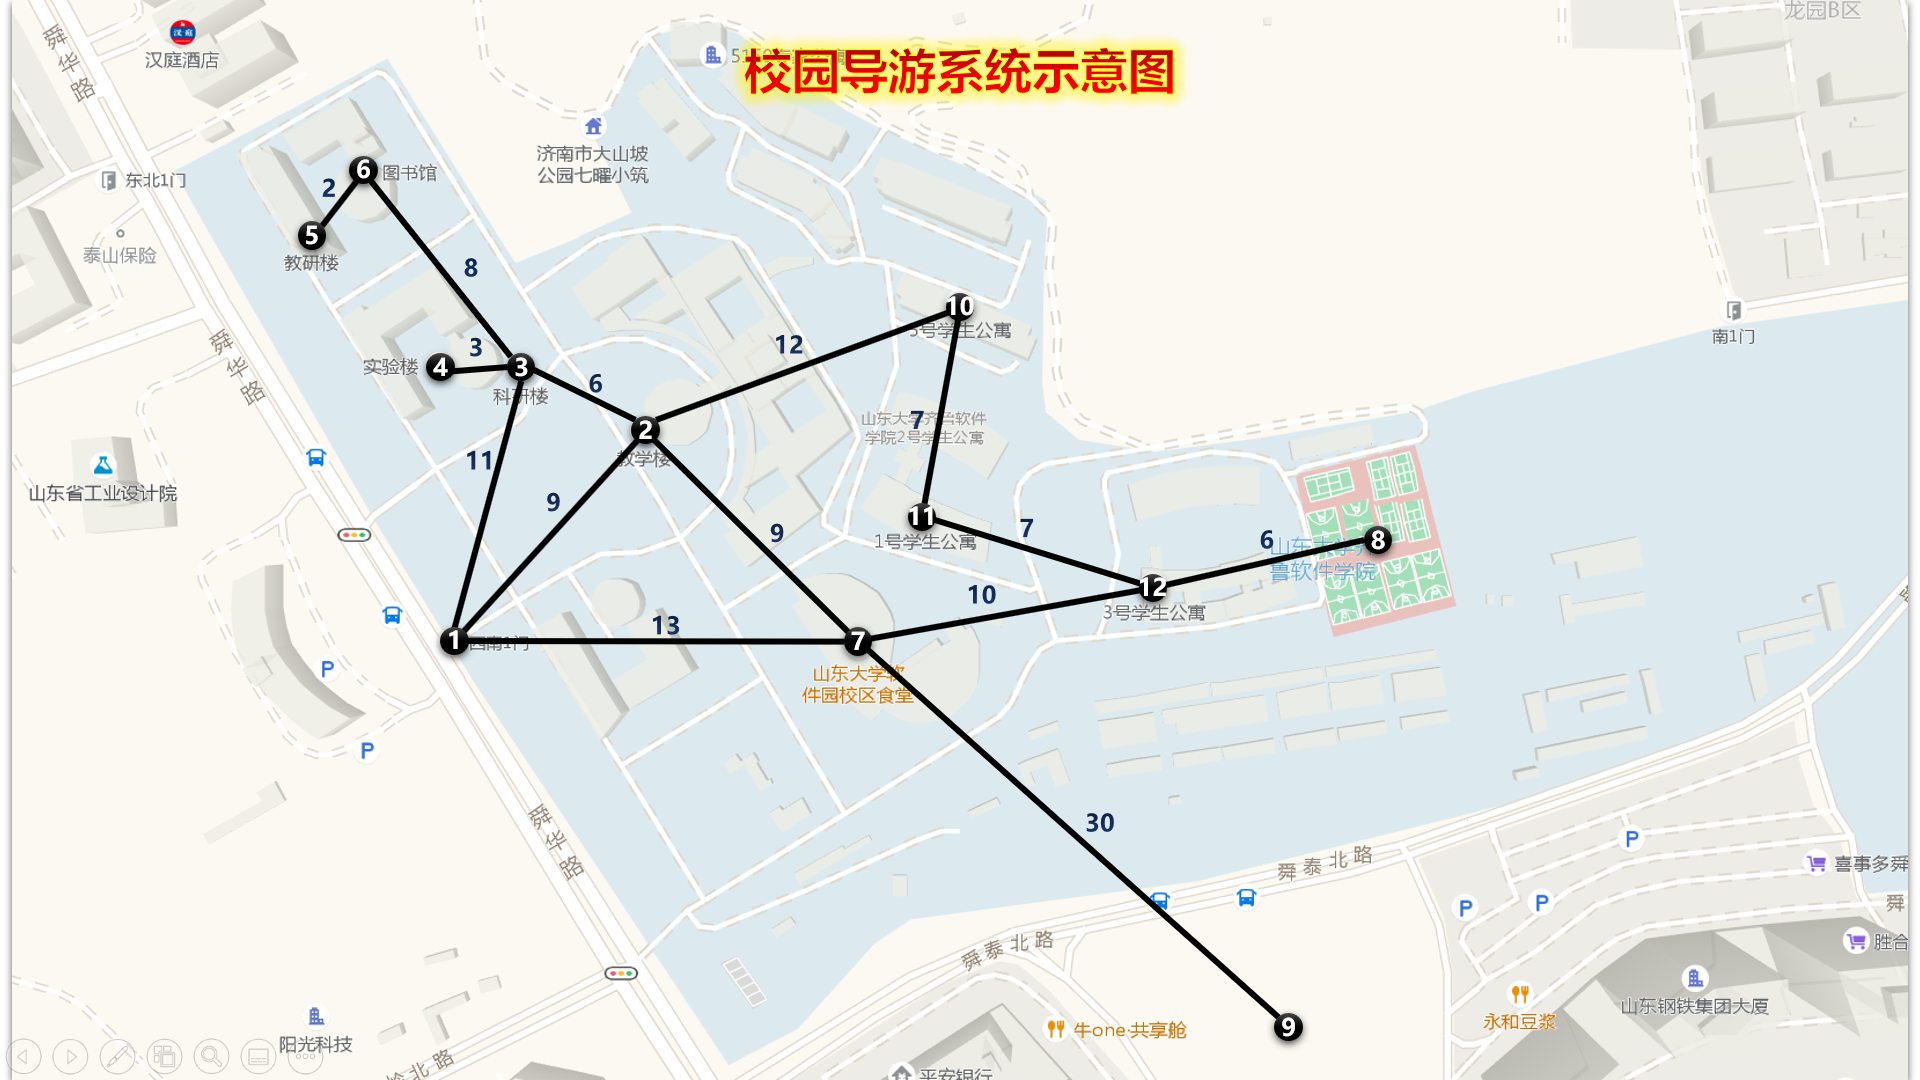 校园导游系统示意图
龙园B区
舜华路
汉庭
汉庭酒店
济南市大山坡
公园七曜小筑
东北1门
6
图书馆
2
5
教研楼
泰山保险
8
南1门
10
5号学生公寓
12
舜华路
3
实验楼
4
3
科研楼
6
山东大学齐鲁软件
学院2号学生公寓
7
2
教学楼
11
9
山东省工业设计院
9
11
1号学生公寓
7
6
8
山东大学齐
鲁软件学院
10
12
3号学生公寓
13
1
西南1门
7
山东大学软
件园校区食堂
P
P
30
舜华路
P
舜泰北路
喜事多舜
P
P
舜
舜泰北路
胜合
山东钢铁集团大厦
永和豆浆
9
牛one·共享舱
阳光科技
北路
平安银行